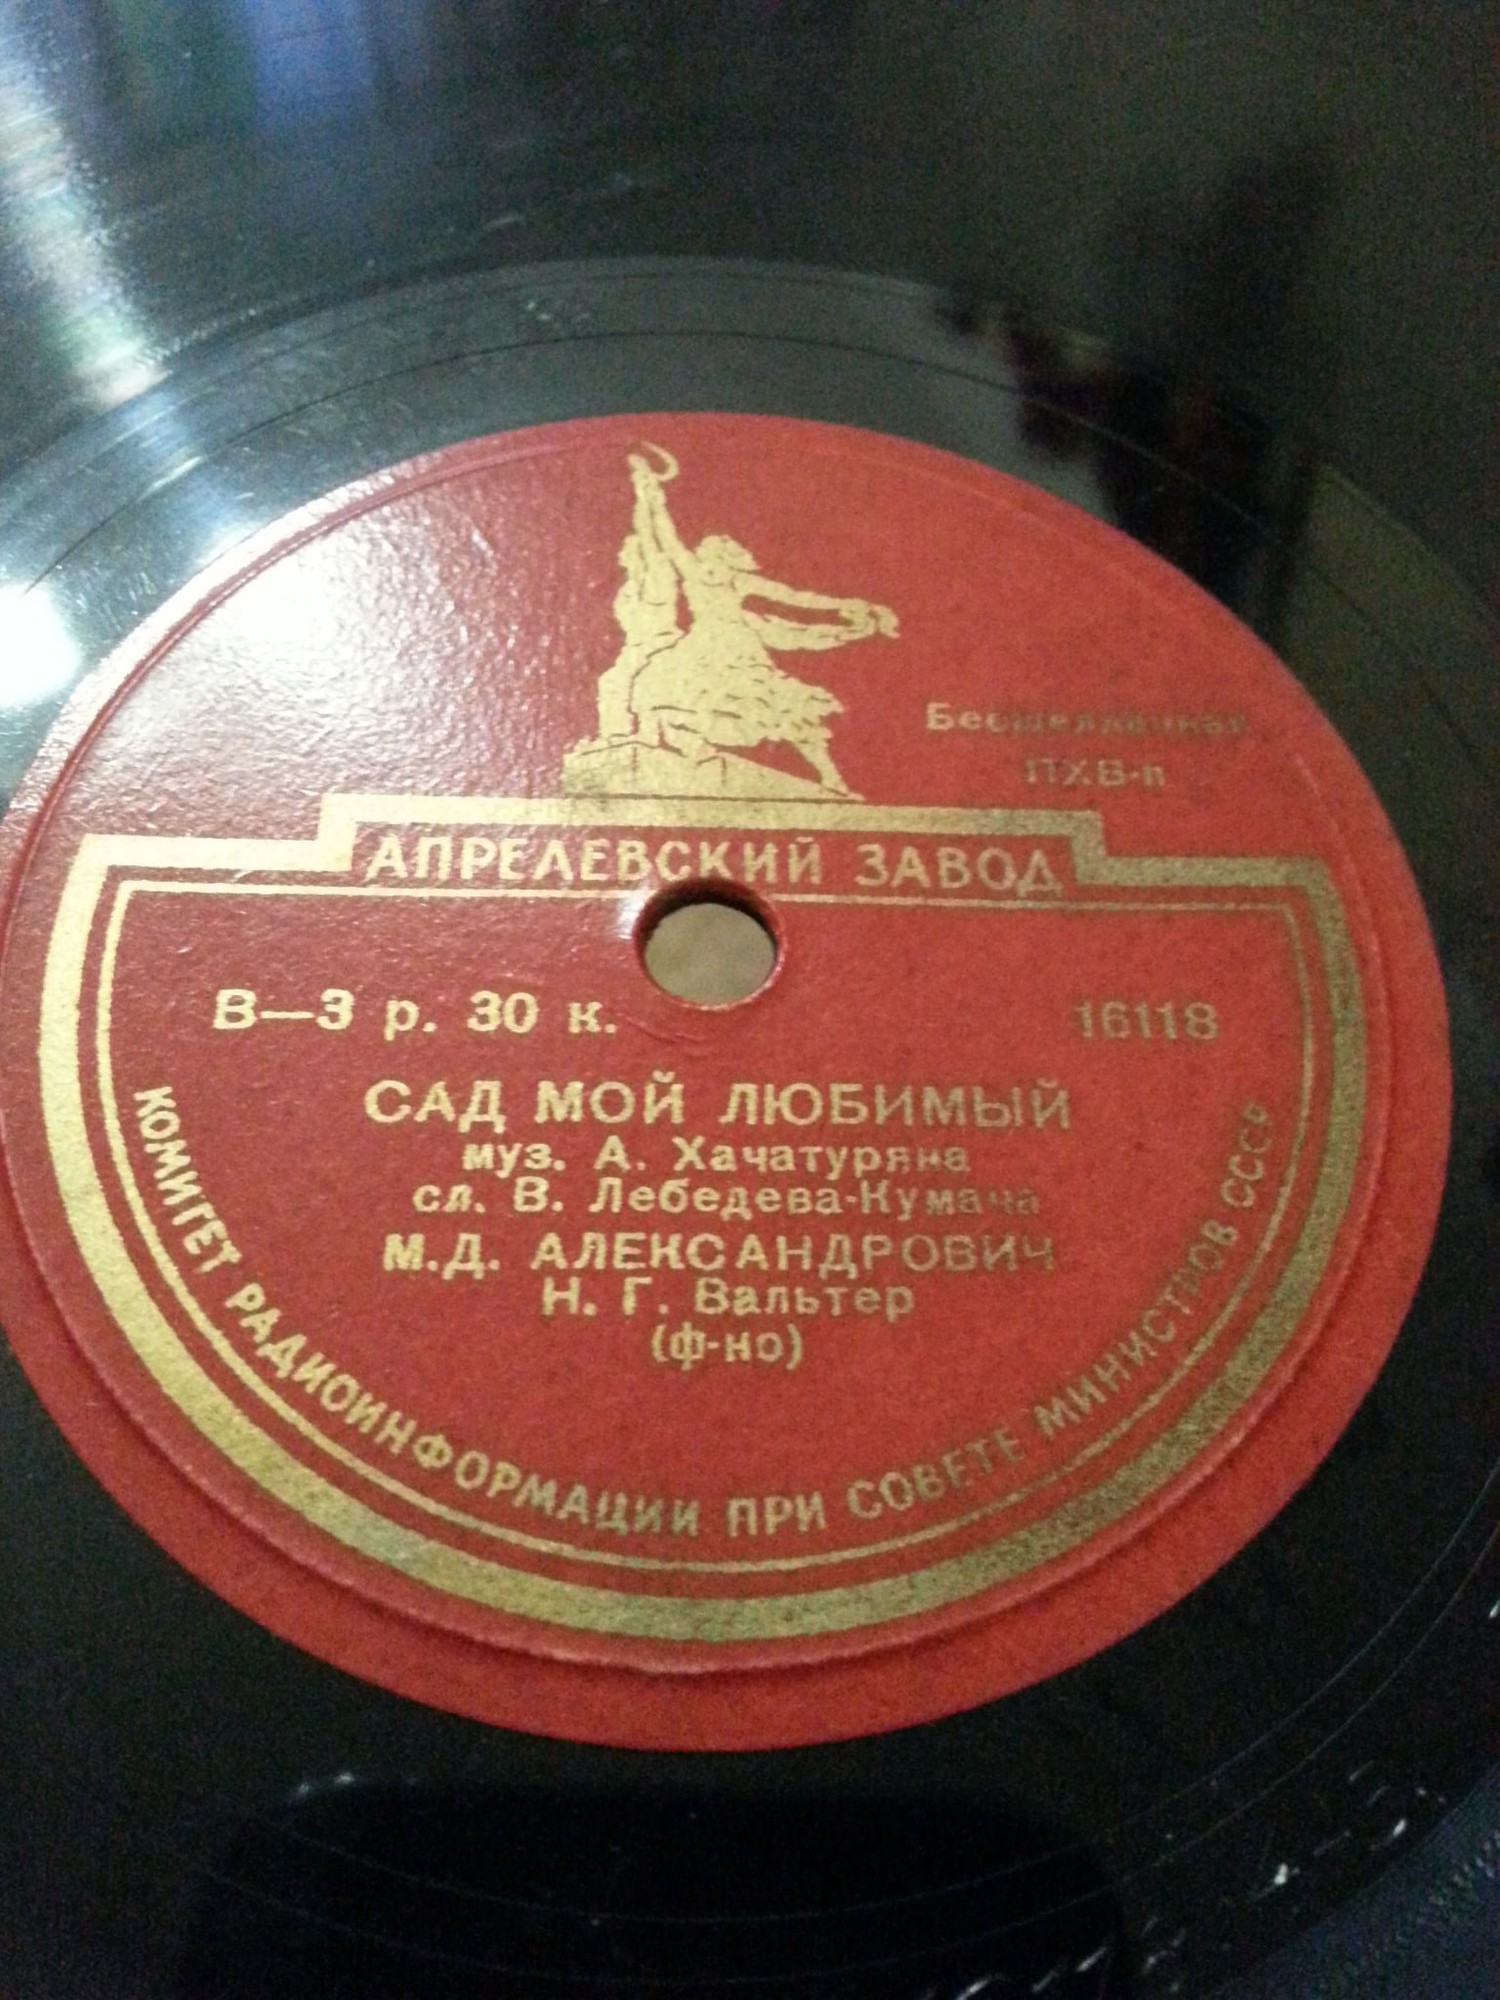 Бесшеллачная
ПХВ-п
АПРЕЛЕВСКИЙ ЗАВОД
В—3 р. 30 к.
16118
САД МОЙ ЛЮБИМЫЙ
муз. А. Хачатуряна
сл. В. Лебедева-Кумача
М.Д. АЛЕКСАНДРОВИЧ
Н. Г. Вальтер
(ф-но)
КОМИТЕТ РАДИОИНФОРМАЦИИ ПРИ СОВЕТЕ МИНИСТРОВ СССР